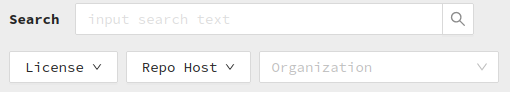 Search input search text
License Repo Host Organization